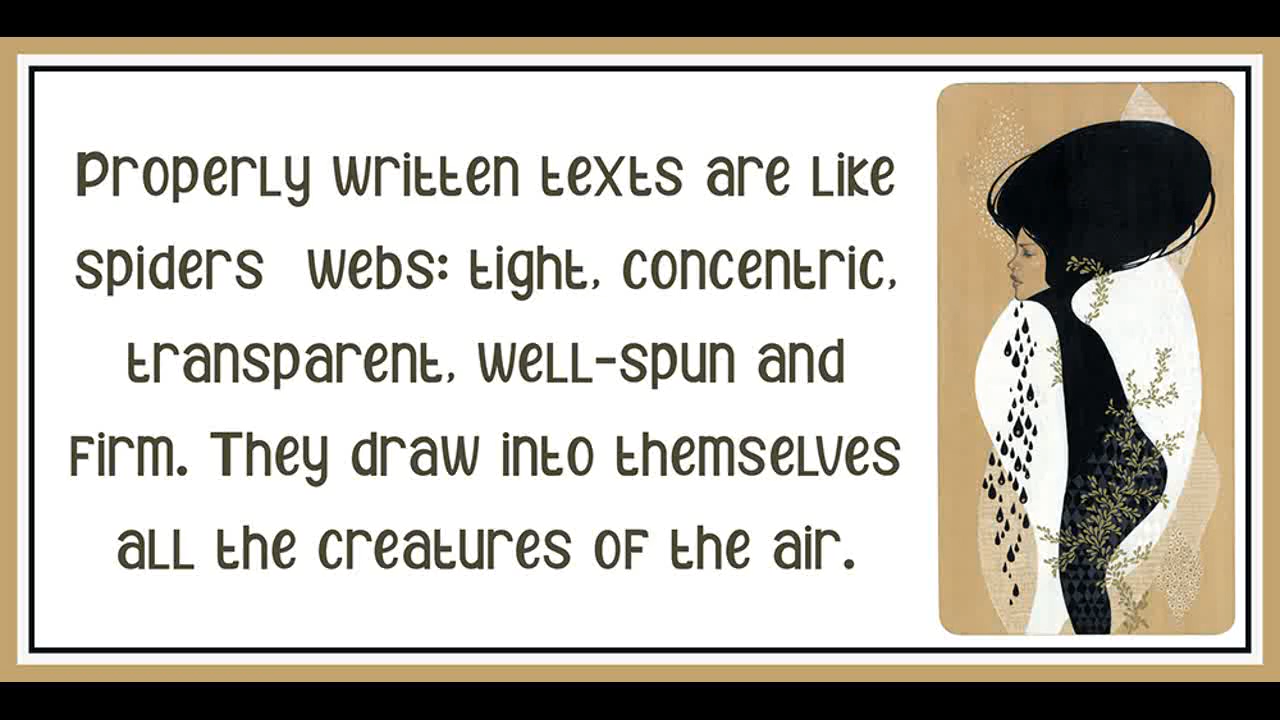 Properly written texts are like
spiders webs: tight, concentric,
transparent, well-spun and
firm. They draw into themselves
all the creatures of the air.